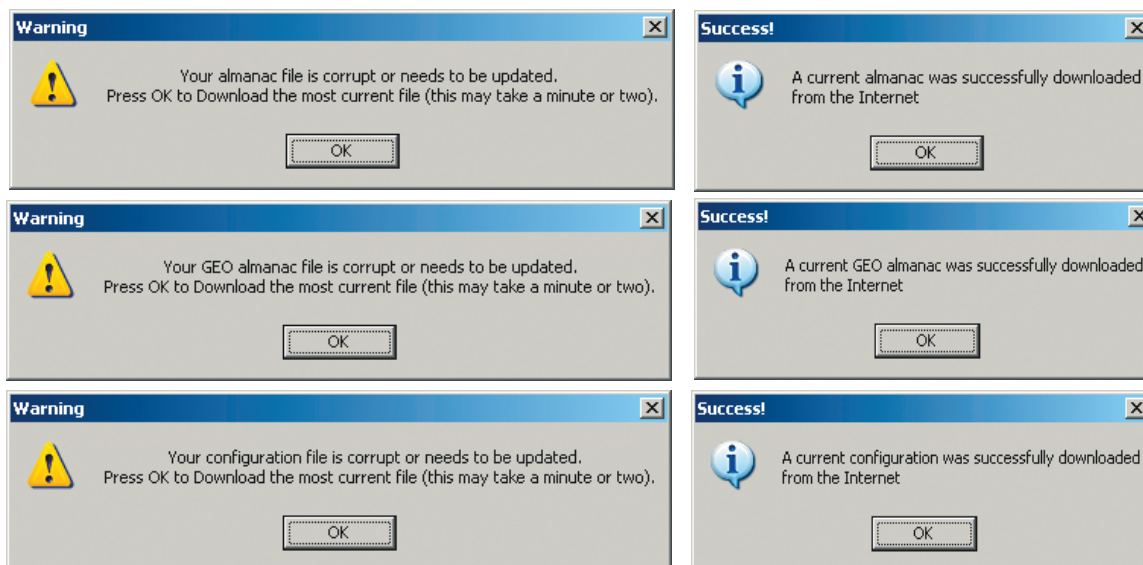 Warning
Your almanac file is corrupt or needs to be updated.
Press OK to Download the most current file (this may take a minute or two).
OK
Success!
A current almanac was successfully downloaded
from the Internet
OK
Warning
Your GEO almanac file is corrupt or needs to be updated.
Press OK to Download the most current file (this may take a minute or two).
OK
Success!
A current GEO almanac was successfully downloaded
from the Internet
OK
Warning
Your configuration file is corrupt or needs to be updated.
Press OK to Download the most current file (this may take a minute or two).
OK
Success!
A current configuration was successfully downloaded
from the Internet
OK